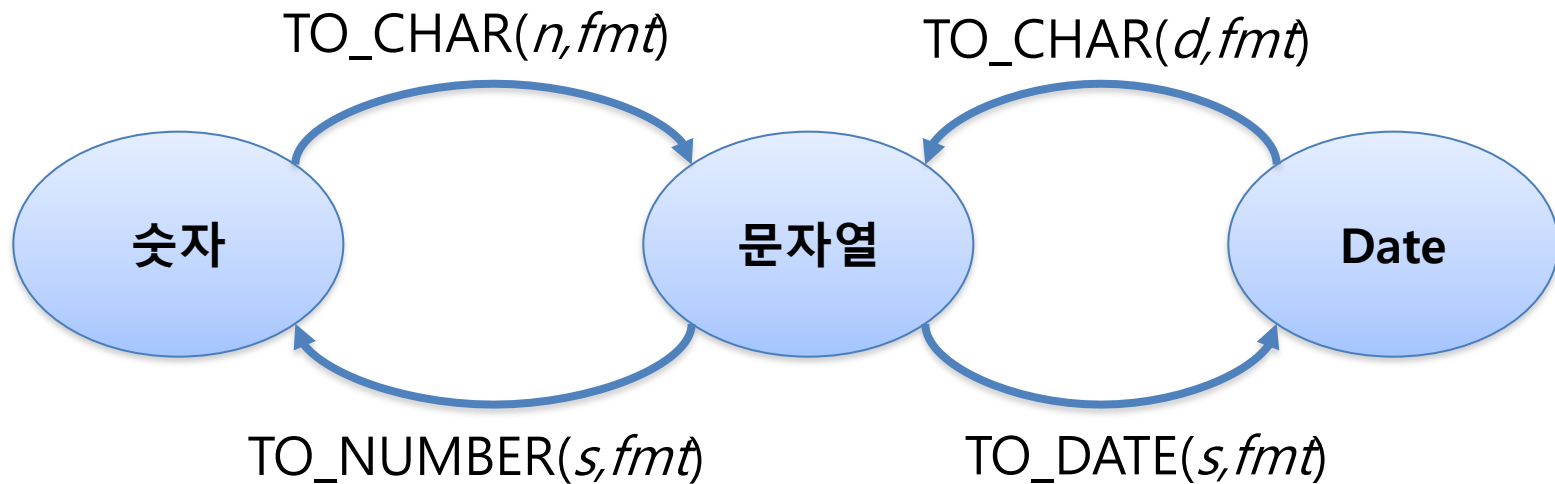 TO_CHAR(n,fmt)
TO_CHAR(d,fmt)
숫자
문자열
Date
TO_NUMBER(s,fmt)
TO_DATE(s,fmt)